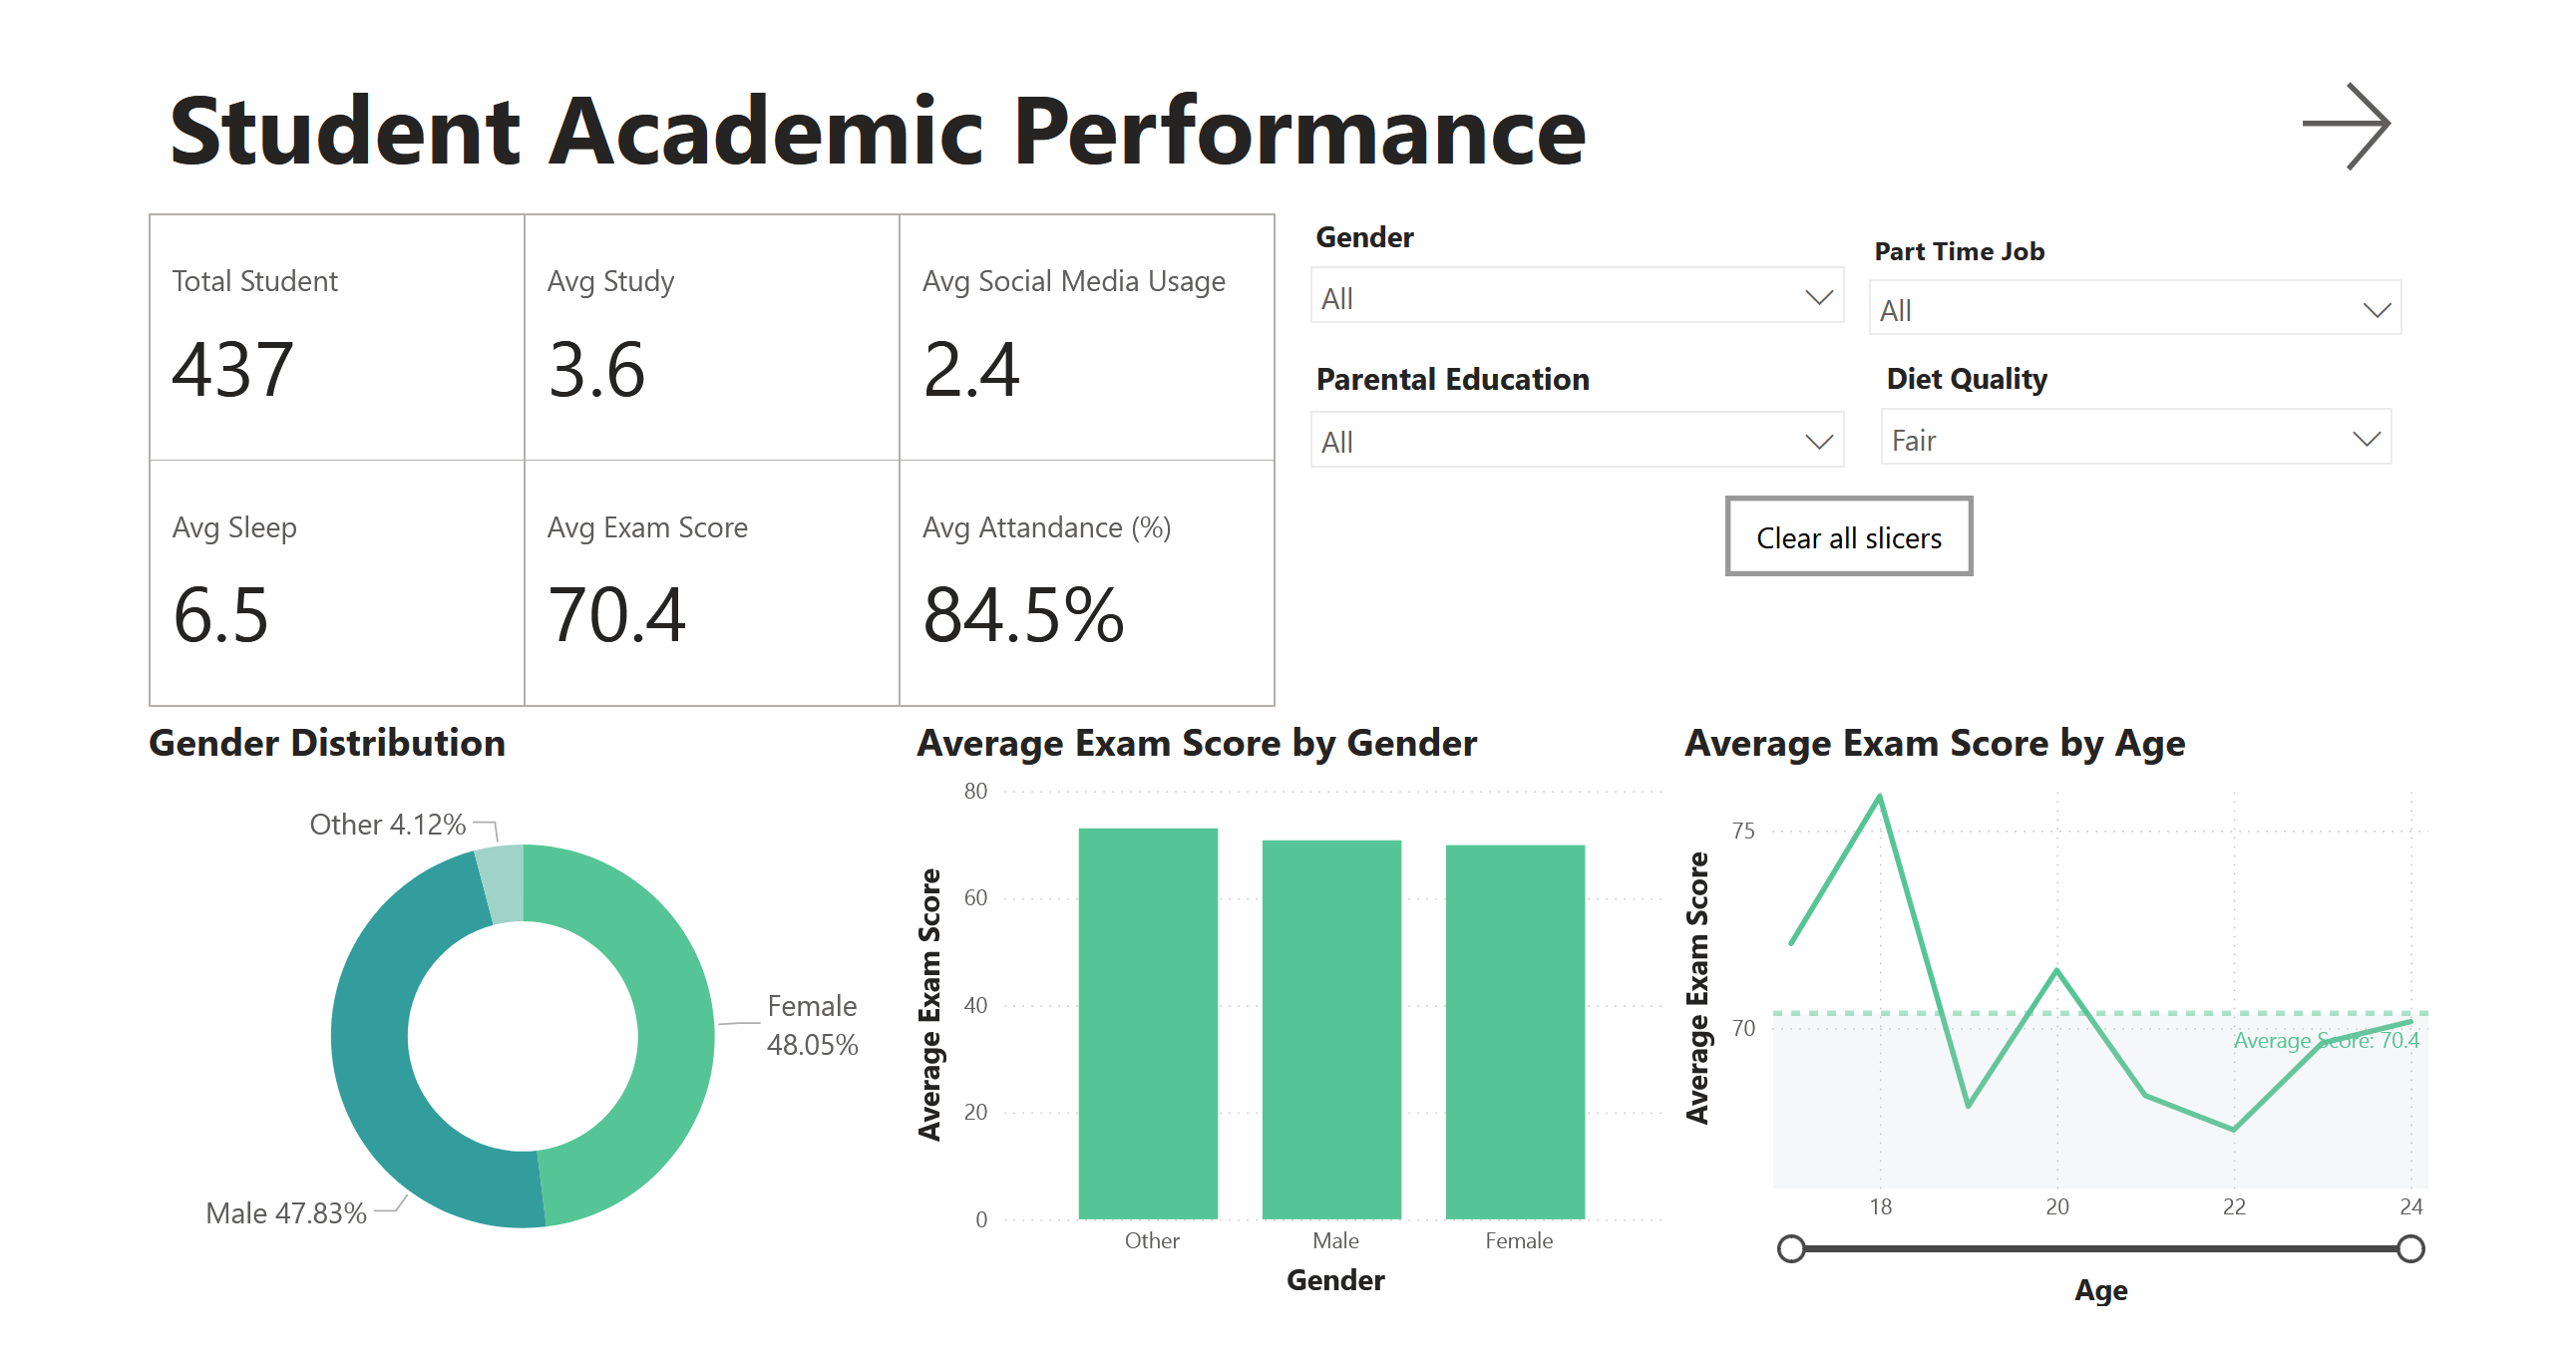 Student Academic Performance
Total Student
437
Avg Study
3.6
Avg Social Media Usage
2.4
Avg Sleep
6.5
Avg Exam Score
70.4
Avg Attandance (%)
84.5%
Gender
All
Part Time Job
All
Parental Education
All
Diet Quality
Fair
Clear all slicers
Gender Distribution
Other 4.12%
Female
48.05%
Male 47.83%
Average Exam Score by Gender
Average Exam Score
80
60
40
20
0
Other
Male
Female
Gender
Average Exam Score by Age
Average Exam Score
75
70
Average Score: 70.4
18
20
22
24
Age